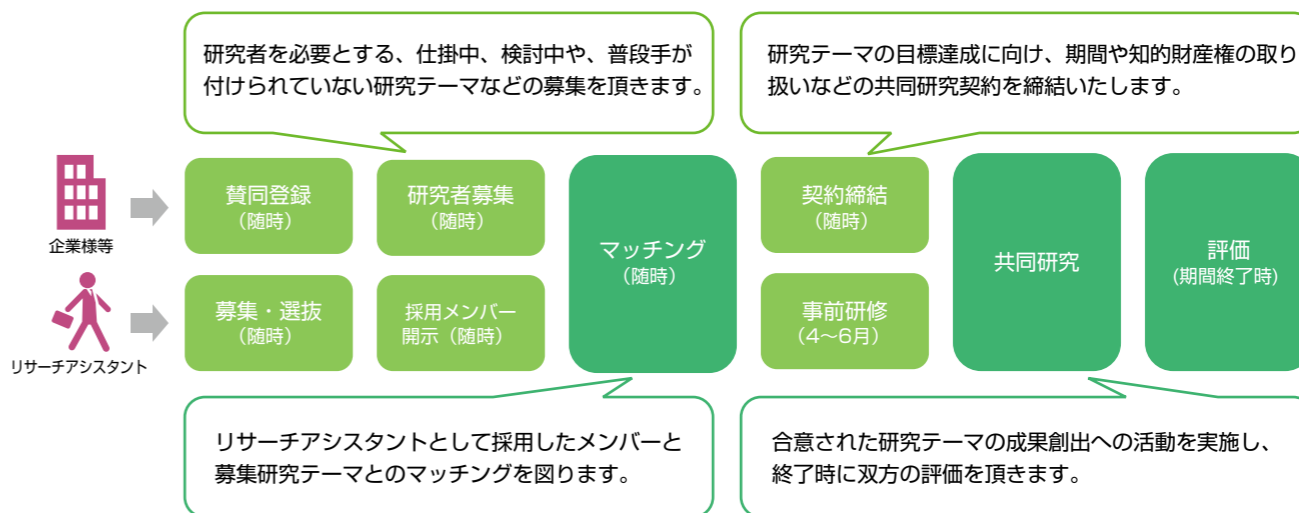 研究者を必要とする、仕掛中、検討中や、普段手が
付けられていない研究テーマなどの募集を頂きます。
研究テーマの目標達成に向け、期間や知的財産権の取り
扱いなどの共同研究契約を締結いたします。
企業様等
賛同登録
（随時）
研究者募集
（随時）
マッチング
（随時）
契約締結
（随時）
共同研究
評価
(期間終了時)
リサーチアシスタント
募集・選抜
（随時）
採用メンバー
開示（随時）
事前研修
（4〜6月）
リサーチアシスタントとして採用したメンバーと
募集研究テーマとのマッチングを図ります。
合意された研究テーマの成果創出への活動を実施し、
終了時に双方の評価を頂きます。